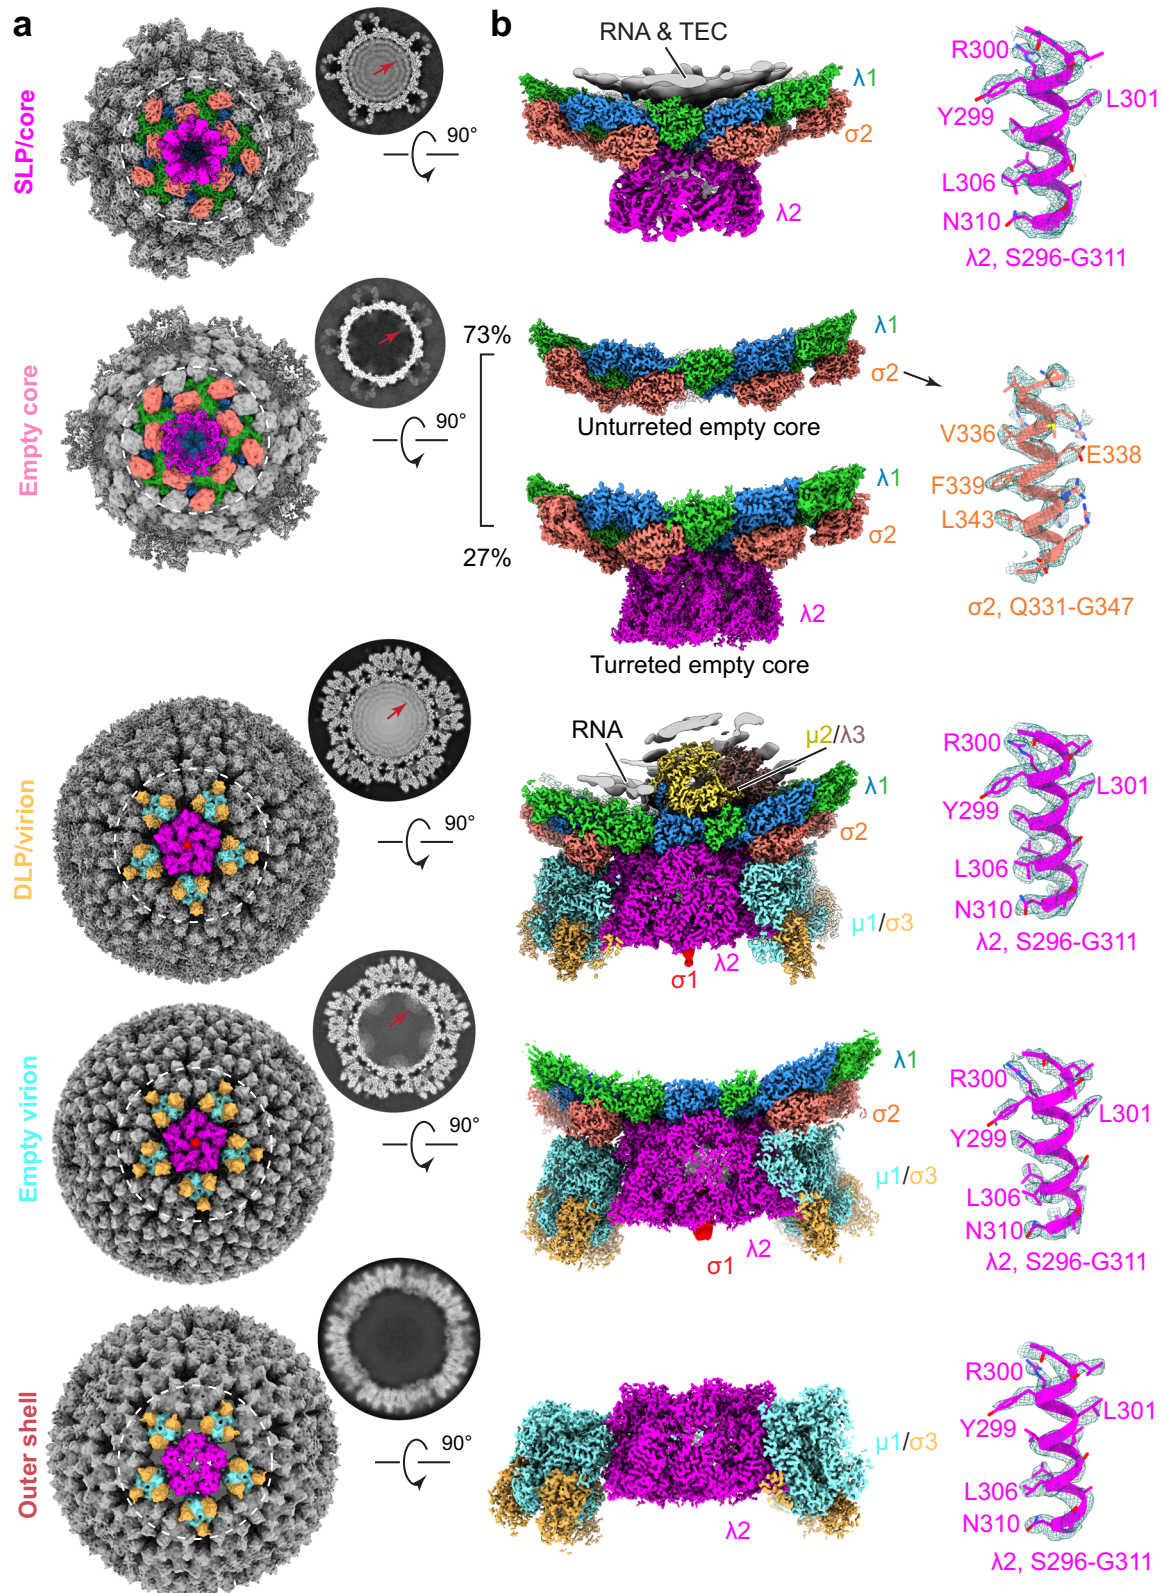 a
b
SLP/core
90°
RNA & TEC
λ1
σ2
λ2
R300
L301
Y299
L306
N310
λ2, S296-G311
Empty core
90°
73%
27%
λ1
σ2
Unturreted empty core
λ1
σ2
λ2
Turreted empty core
V336
E338
F339
L343
σ2, Q331-G347
DLP/virion
90°
RNA
μ2/λ3
λ1
σ2
μ1/σ3
λ2
σ1
R300
L301
Y299
L306
N310
λ2, S296-G311
Empty virion
90°
λ1
σ2
μ1/σ3
λ2
σ1
R300
L301
Y299
L306
N310
λ2, S296-G311
Outer shell
90°
μ1/σ3
λ2
R300
L301
Y299
L306
N310
λ2, S296-G311